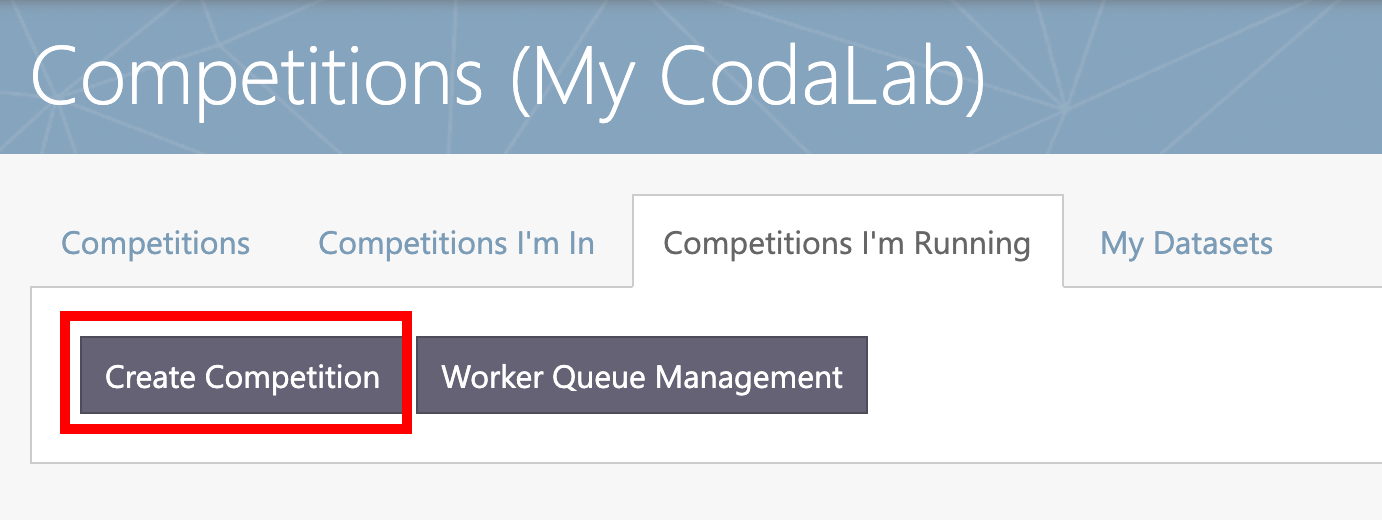 Competitions (My CodaLab)
Competitions Competitions I'm In Competitions I'm Running My Datasets
Create Competition Worker Queue Management